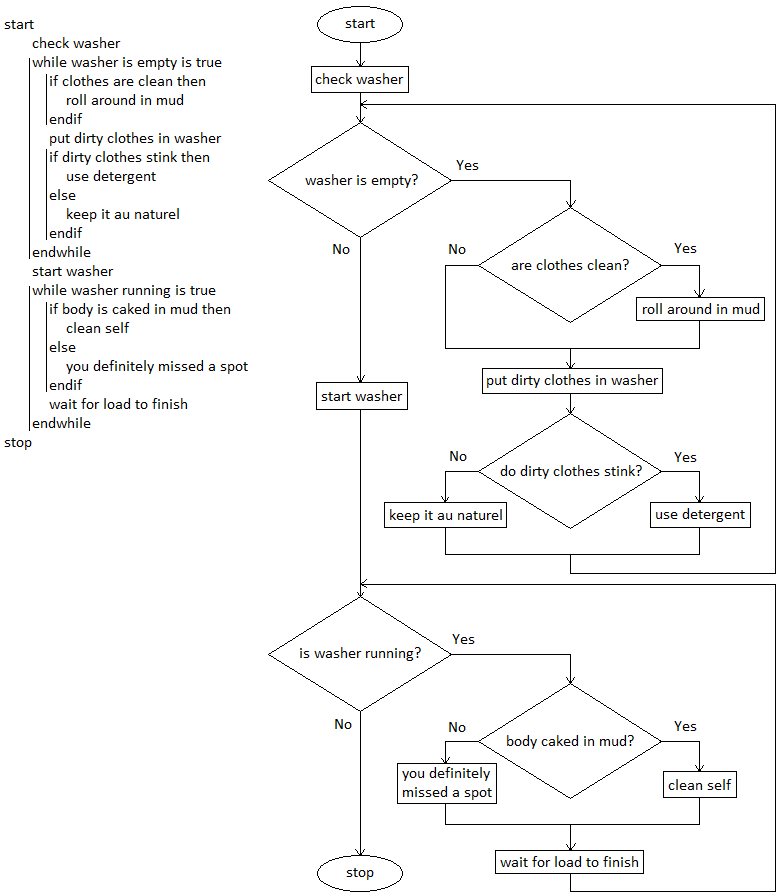 start
check washer
while washer is empty is true
if clothes are clean then
roll around in mud
endif
put dirty clothes in washer
if dirty clothes stink then
use detergent
else
keep it au naturel
endif
endwhile
start washer
while washer running is true
if body is caked in mud then
clean self
else
you definitely missed a spot
endif
wait for load to finish
endwhile
stop
start
check washer
washer is empty?
Yes
No
are clothes clean?
No
Yes
roll around in mud
put dirty clothes in washer
do dirty clothes stink?
No
Yes
keep it au naturel
use detergent
start washer
is washer running?
Yes
No
body caked in mud?
No
Yes
you definitely
missed a spot
clean self
wait for load to finish
stop